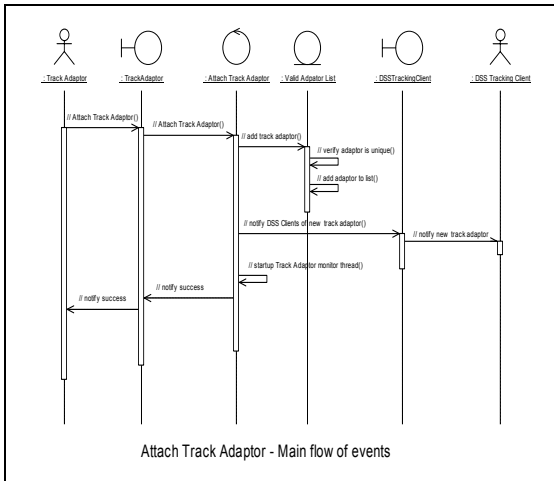 : Track Adaptor
: TrackAdaptor
: Attach Track Adaptor
: Valid Adpator List
: DSSTrackingClient
: DSS Tracking Client
// Attach Track Adaptor()
// Attach Track Adaptor()
// add track adaptor()
// verify adaptor is unique()
// add adaptor to list()
// notify DSS Clients of new track adaptor()
// notify new track adaptor
// startup Track Adaptor monitor thread()
// notify success
// notify success
Attach Track Adaptor - Main flow of events